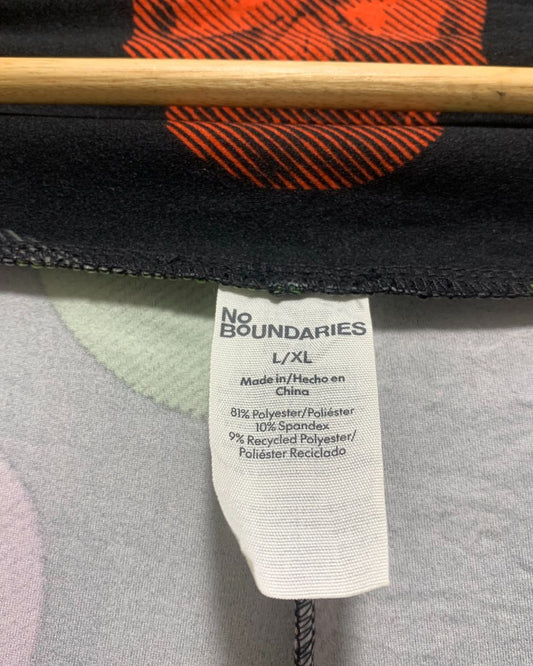 No
BOUNDARIES
L/XL
Made in/Hecho en
China
81% Polyester/Poliéster
10% Spandex
9% Recycled Polyester/
Poliéster Reciclado